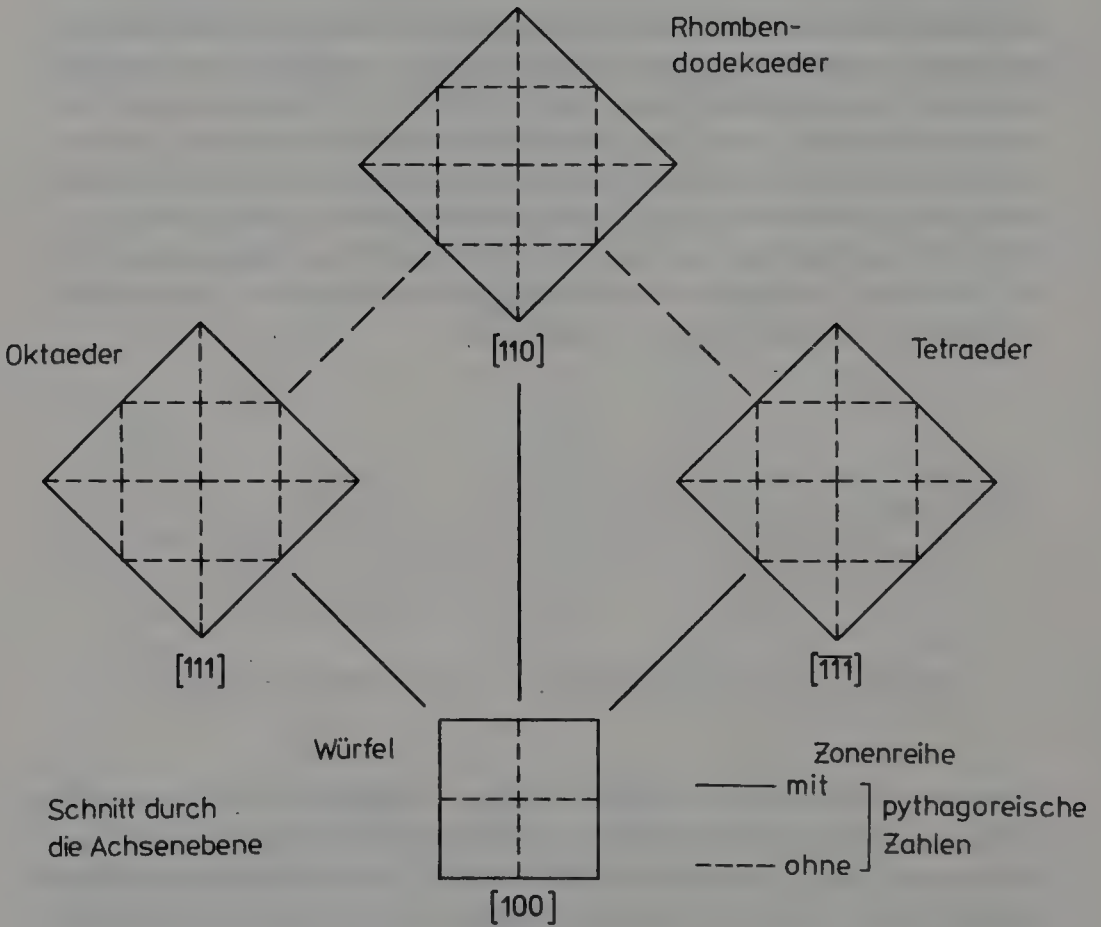 Rhomben-
dodekaeder
[110]
Oktaeder
Tetraeder
[111]
[1̅1̅1̅]
Würfel
Zonenreihe
mit
ohne
pythagoreische
Zahlen
Schnitt durch
die Achsenebene
[100]